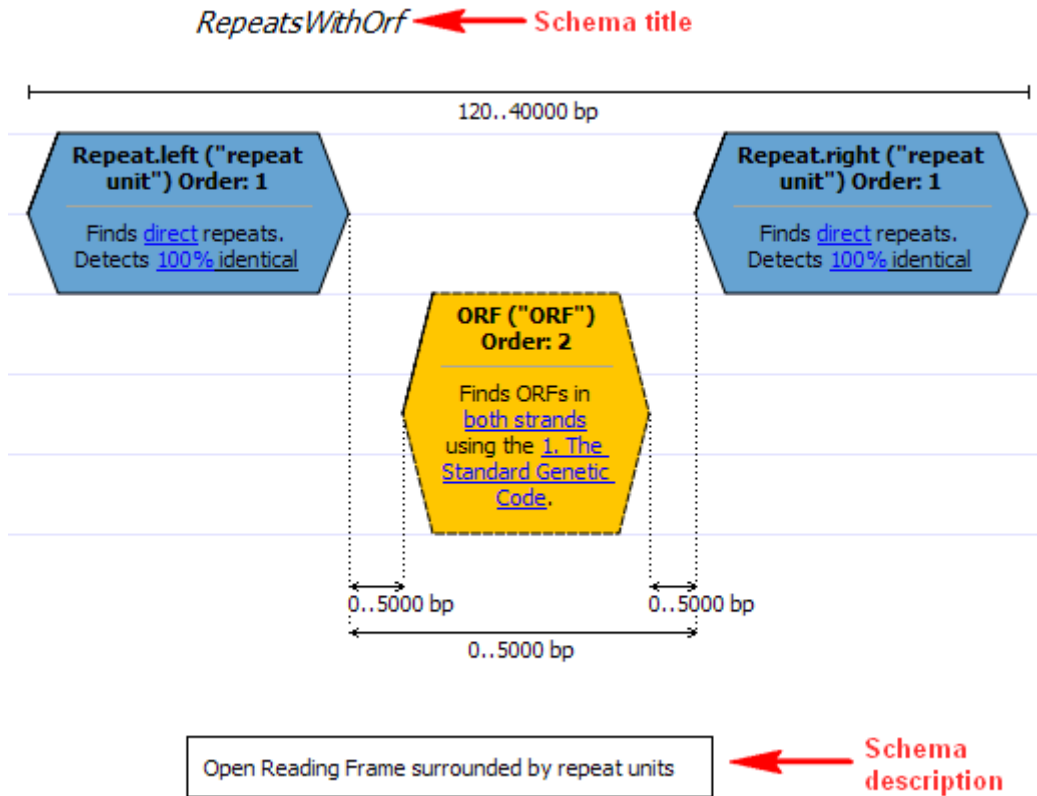 RepeatsWithOrf
Schema title
120..40000 bp
Repeat.left ("repeat
unit") Order: 1
Finds direct repeats.
Detects 100% identical
Repeat.right ("repeat
unit") Order: 1
Finds direct repeats.
Detects 100% identical
ORF ("ORF")
Order: 2
Finds ORFs in
both strands
using the 1. The
Standard Genetic
Code.
0..5000 bp
0..5000 bp
0..5000 bp
Open Reading Frame surrounded by repeat units
Schema
description